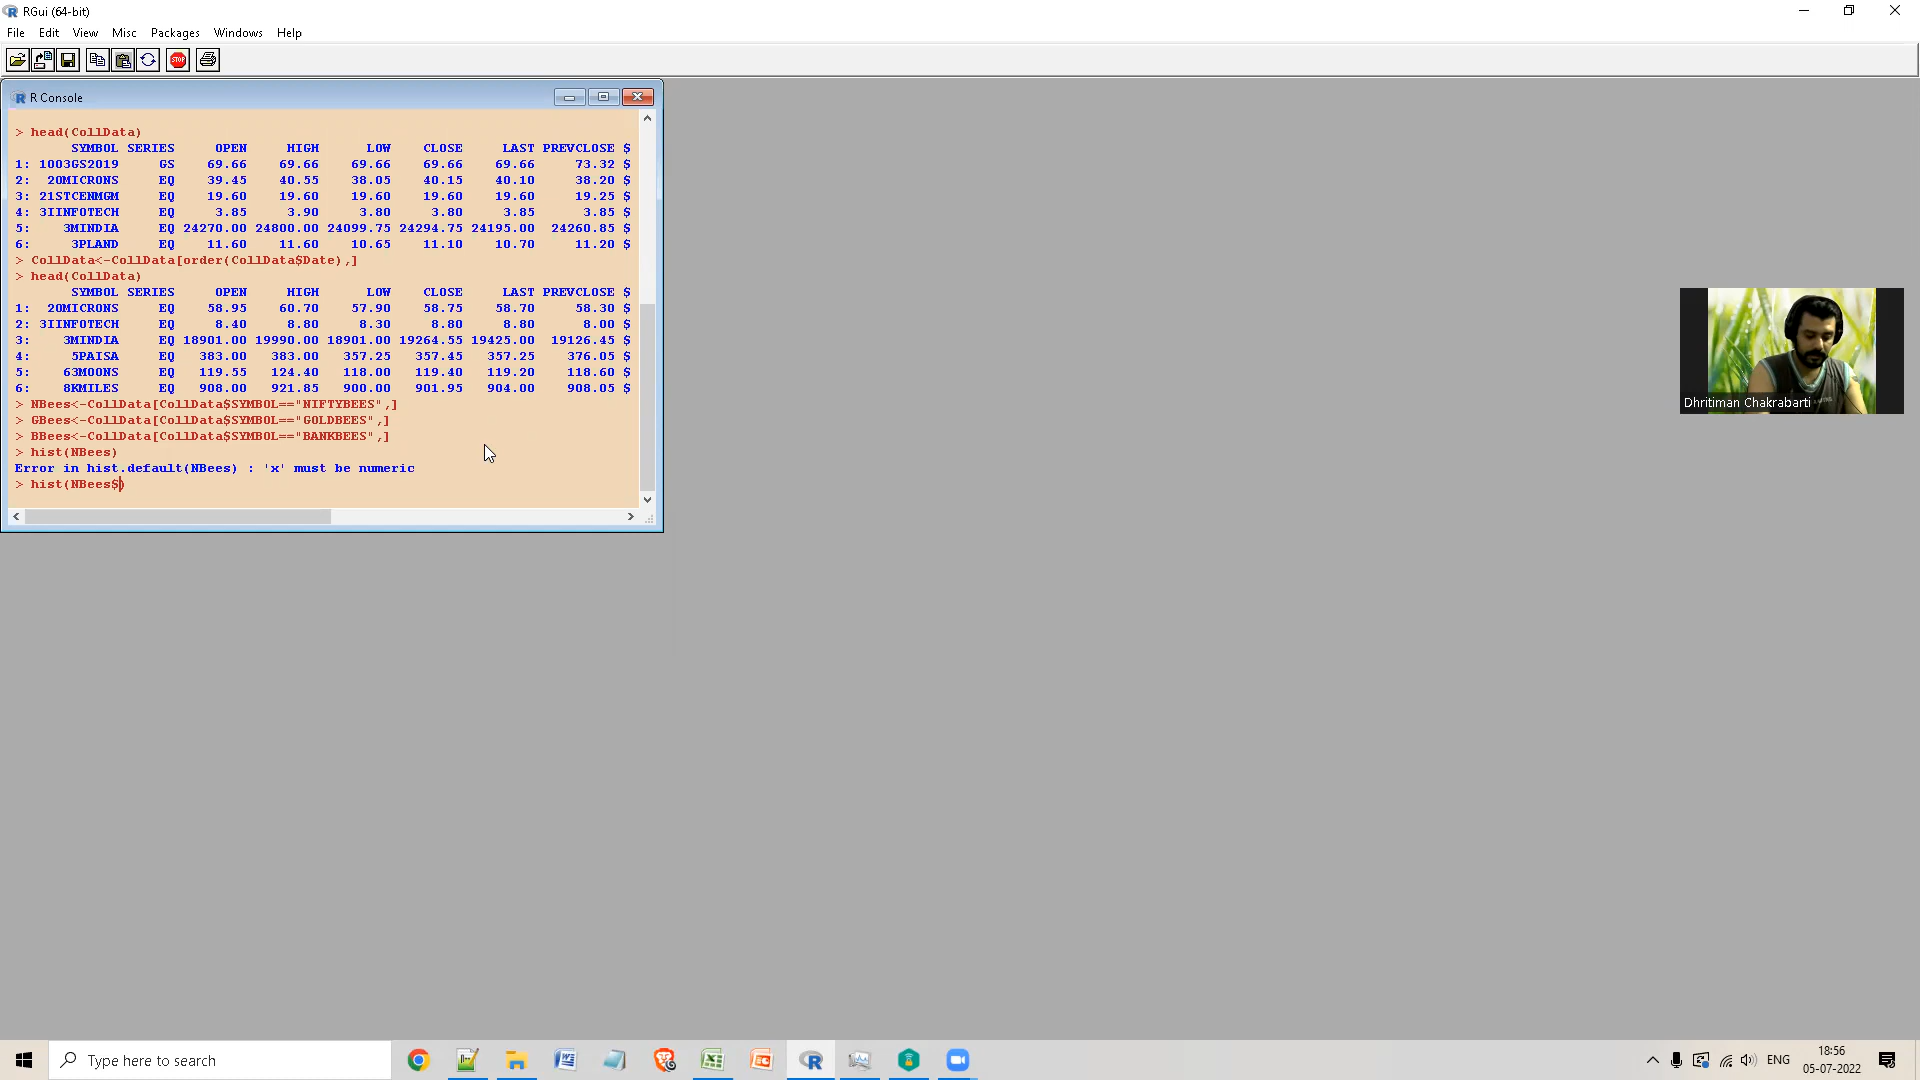 RGui (64-bit)
File Edit View Misc Packages Windows Help
STOP
R Console
> head(CollData)
SYMBOL SERIES OPEN HIGH LOW CLOSE LAST PREVCLOSE $
1: 1003GS2019 GS 69.66 69.66 69.66 69.66 69.66 73.32 $
2: 20MICRONS EQ 39.45 40.55 38.05 40.15 40.10 38.20 $
3: 21STCENMGM EQ 19.60 19.60 19.60 19.60 19.60 19.25 $
4: 3IINFOTECH EQ 3.85 3.90 3.80 3.80 3.85 3.85 $
5: 3MINDIA EQ 24270.00 24800.00 24099.75 24294.75 24195.00 24260.85 $
6: 3PLAND EQ 11.60 11.60 10.65 11.10 10.70 11.20 $
> CollData<-CollData[order(CollData$Date),]
> head(CollData)
SYMBOL SERIES OPEN HIGH LOW CLOSE LAST PREVCLOSE $
1: 20MICRONS EQ 58.95 60.70 57.90 58.75 58.70 58.30 $
2: 3IINFOTECH EQ 8.40 8.80 8.30 8.80 8.80 8.00 $
3: 3MINDIA EQ 18901.00 19990.00 18901.00 19264.55 19425.00 19126.45 $
4: 5PAISA EQ 383.00 383.00 357.25 357.45 357.25 376.05 $
5: 63MOONS EQ 119.55 124.40 118.00 119.40 119.20 118.60 $
6: 8KMILES EQ 908.00 921.85 900.00 901.95 904.00 908.05 $
> NBees<-CollData[CollData$SYMBOL=="NIFTYBEES",]
> GBees<-CollData[CollData$SYMBOL=="GOLDBEES",]
> BBees<-CollData[CollData$SYMBOL=="BANKBEES",]
> hist(NBees)
Error in hist.default(NBees) : 'x' must be numeric
> hist(NBees$)
Dhritiman Chakrabarti
Type here to search
ENG
18:56
05-07-2022